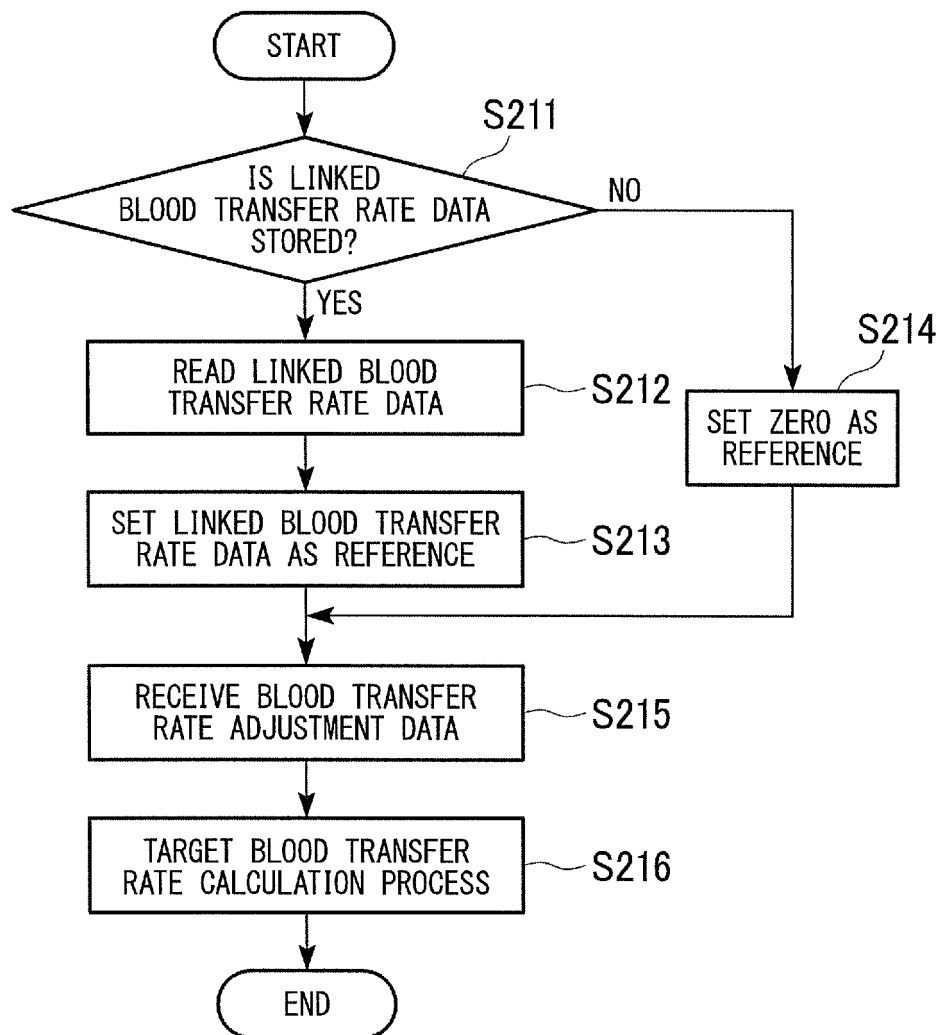 START
S211
IS LINKED
BLOOD TRANSFER RATE DATA
STORED?
NO
YES
S214
READ LINKED BLOOD
TRANSFER RATE DATA
S212
SET ZERO AS
REFERENCE
SET LINKED BLOOD TRANSFER
RATE DATA AS REFERENCE
S213
RECEIVE BLOOD TRANSFER
RATE ADJUSTMENT DATA
S215
TARGET BLOOD TRANSFER
RATE CALCULATION PROCESS
S216
END